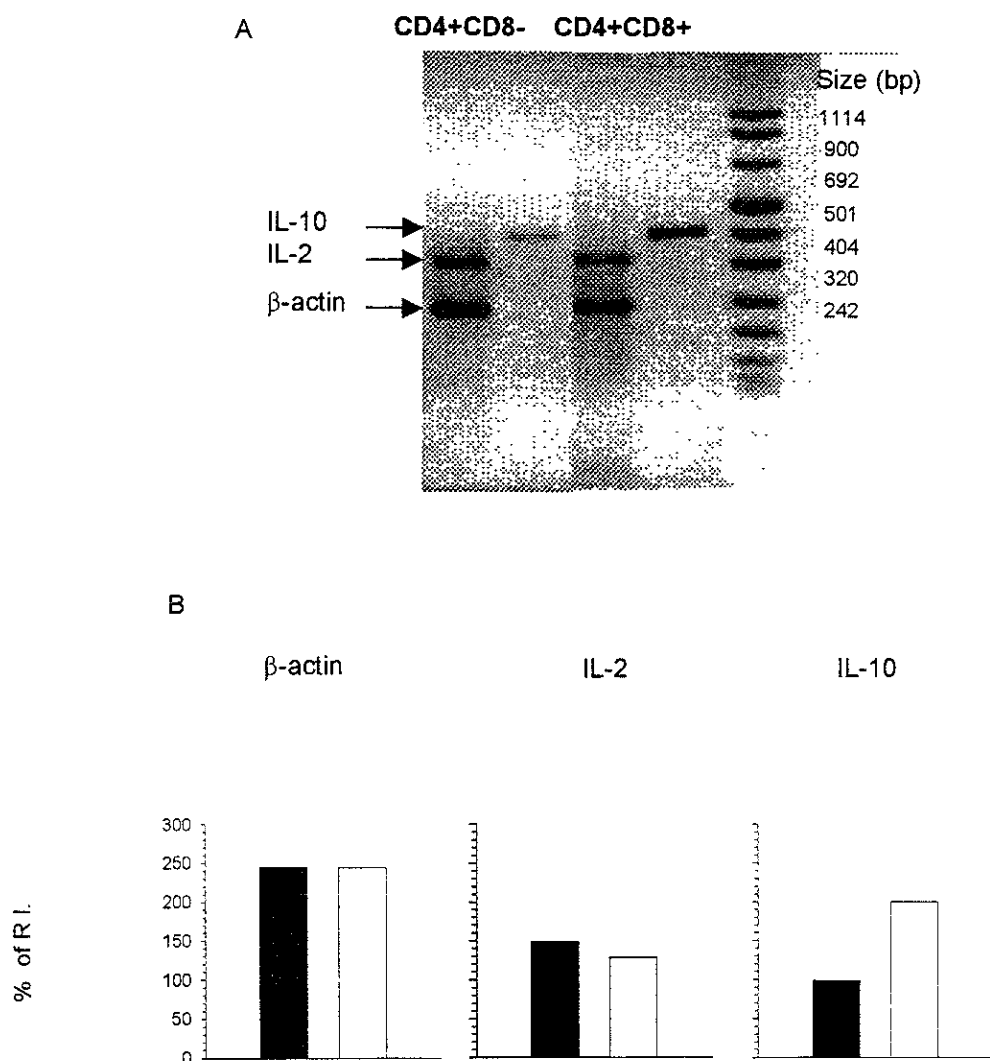 A
CD4+CD8- CD4+CD8+
Size (bp)
1114
900
692
501
404
320
242
IL-10
IL-2
β-actin
B
β-actin IL-2 IL-10
% of R.I.
300
250
200
150
100
50
0